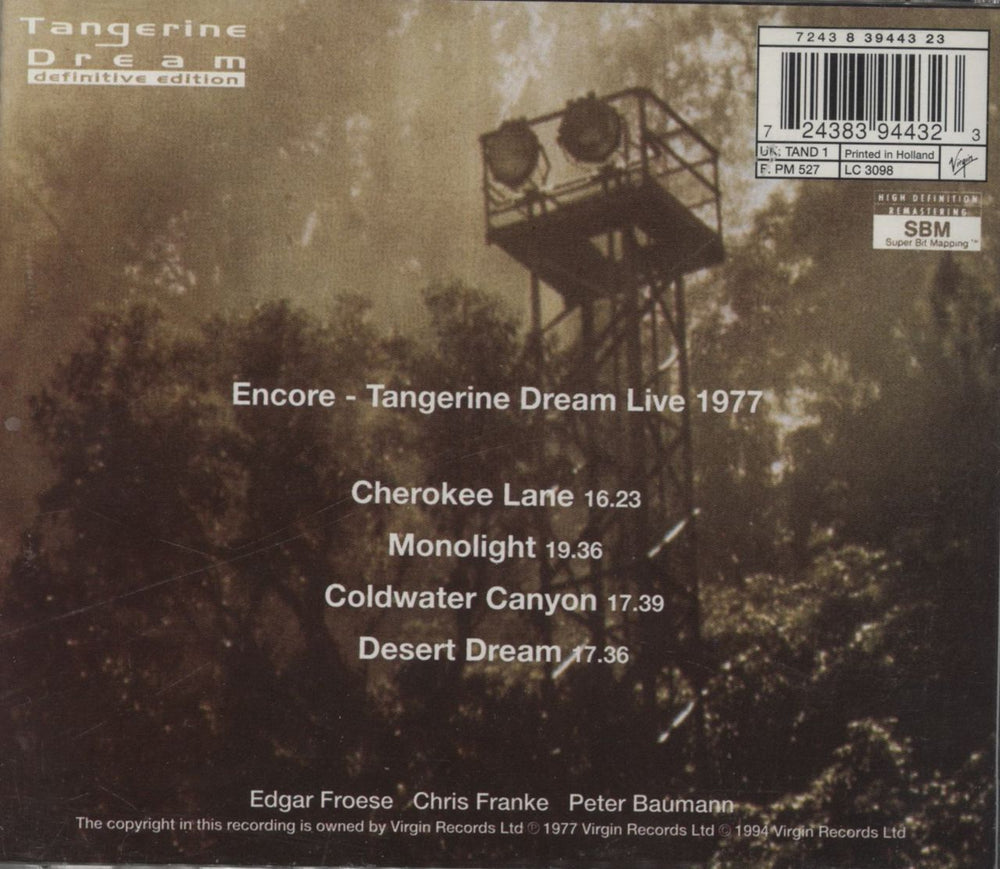 Tangerine
Dream
definitive edition
7243 8 39443 23
7 24383 94432 3
UK: TAND 1
Printed in Holland
F: PM 527
LC 3098
Virgin
HIGH DEFINITION
REMASTERING
SBM
Super Bit Mapping™
Encore - Tangerine Dream Live 1977
Cherokee Lane 16.23
Monolight 19.36
Coldwater Canyon 17.39
Desert Dream 17.36
Edgar Froese Chris Franke Peter Baumann
The copyright in this recording is owned by Virgin Records Ltd ℗ 1977 Virgin Records Ltd © 1994 Virgin Records Ltd